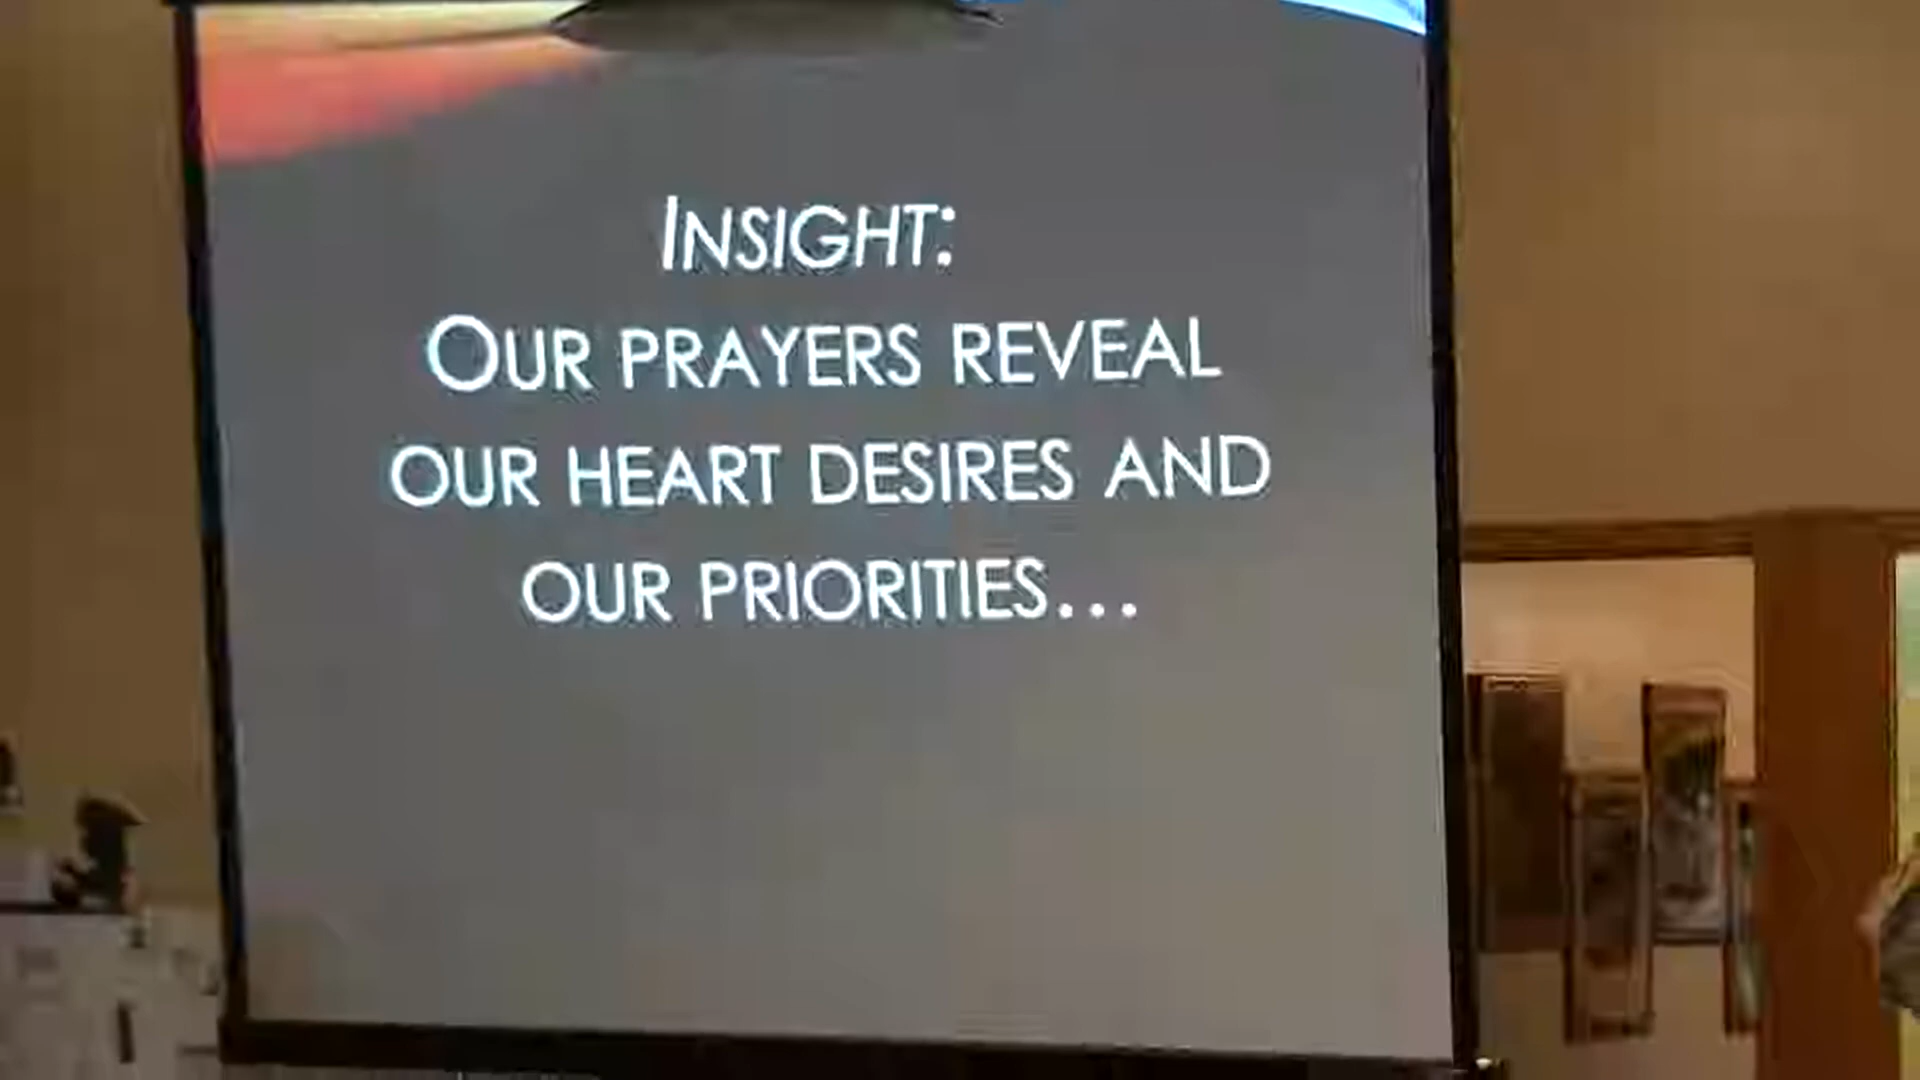 INSIGHT:
OUR PRAYERS REVEAL
OUR HEART DESIRES AND
OUR PRIORITIES...